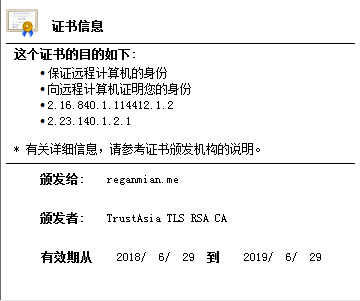 证书信息
这个证书的目的如下:
• 保证远程计算机的身份
• 向远程计算机证明您的身份
• 2.16.840.1.114412.1.2
• 2.23.140.1.2.1
* 有关详细信息，请参考证书颁发机构的说明。
颁发给: reganmian.me
颁发者: TrustAsia TLS RSA CA
有效期从 2018/ 6/ 29 到 2019/ 6/ 29